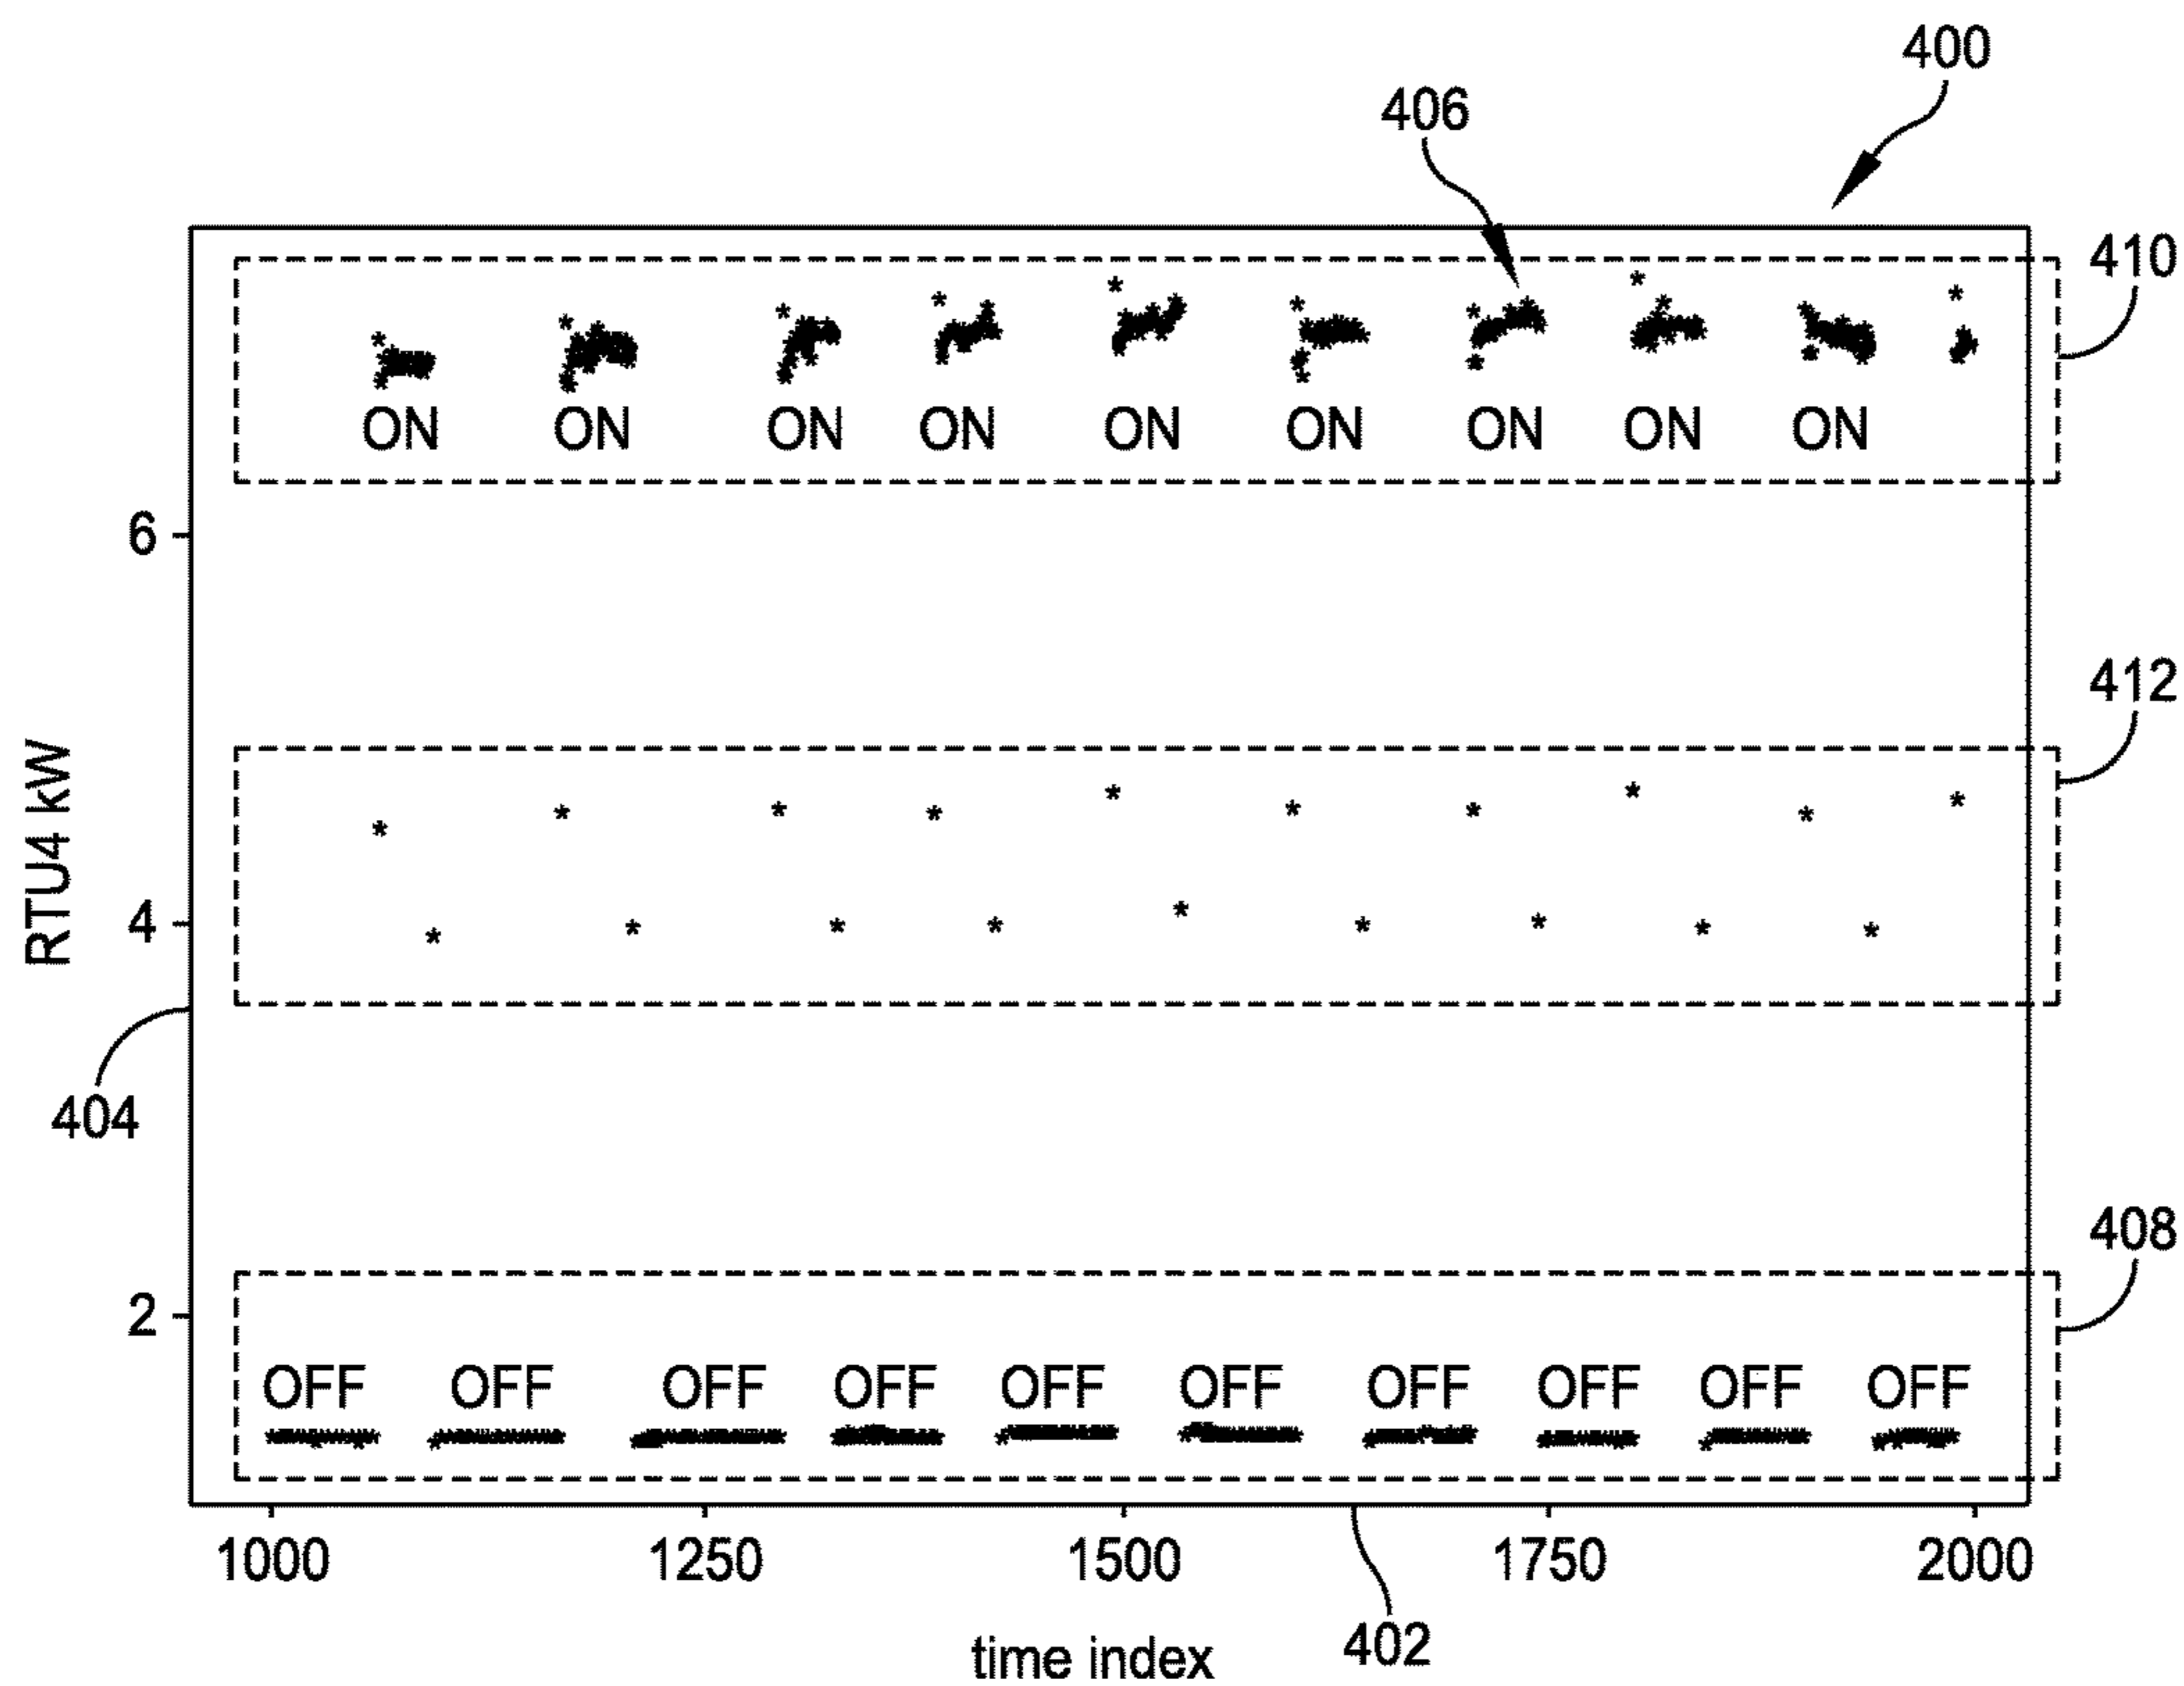 400
406
410
ON ON ON ON ON ON ON ON ON
6
412
RTU4 kW
4
404
408
2
OFF OFF OFF OFF OFF OFF OFF OFF OFF OFF
1000 1250 1500 1750 2000
time index
402